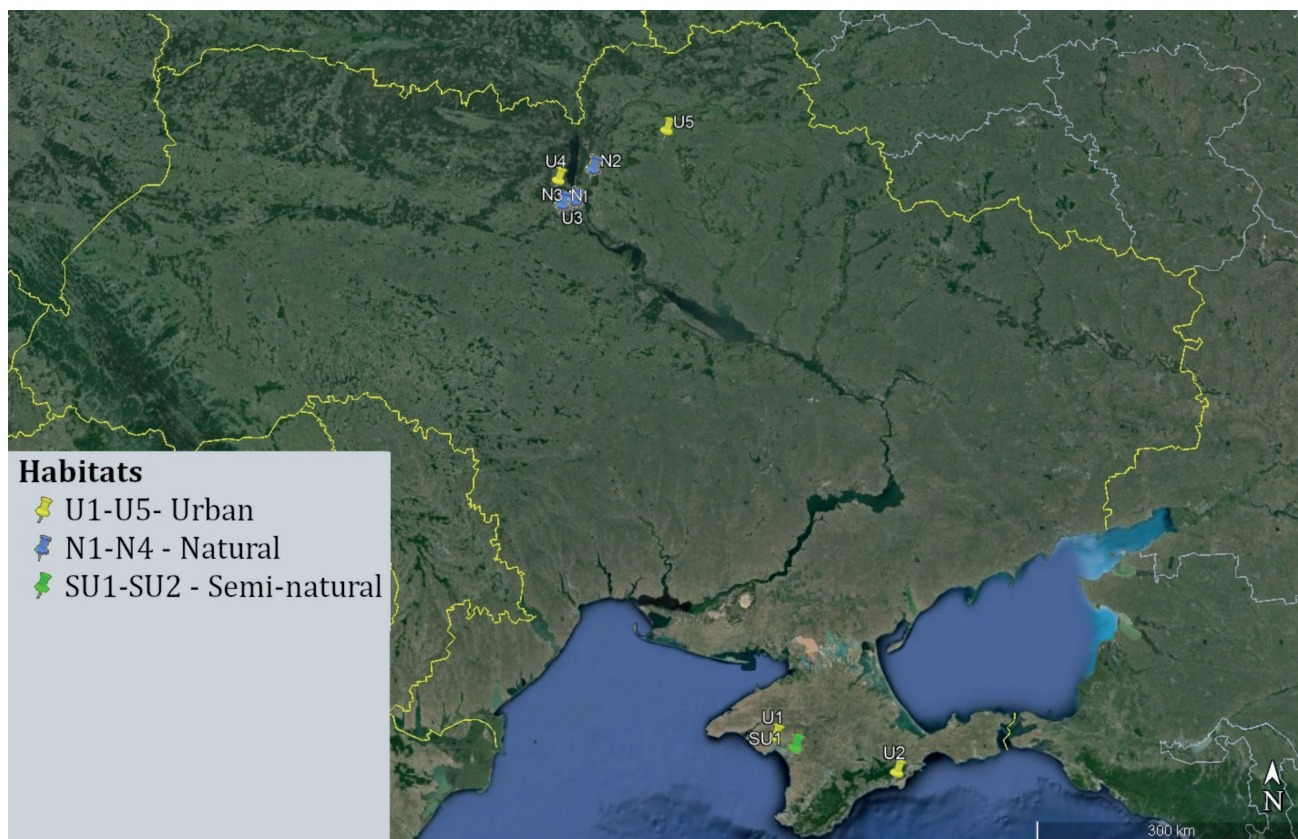 U5
U4
N2
N3
N1
U3
Habitats
U1-U5- Urban
N1-N4 - Natural
SU1-SU2 - Semi-natural
U1
SU1
U2
N
300 km